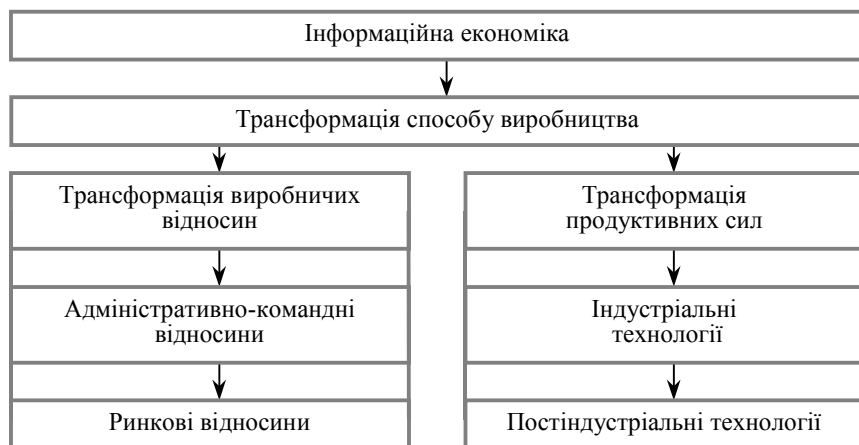 Інформаційна економіка
Трансформація способу виробництва
Трансформація виробничих
відносин
Адміністративно-командні
відносини
Ринкові відносини
Трансформація
продуктивних сил
Індустріальні
технології
Постіндустріальні технології